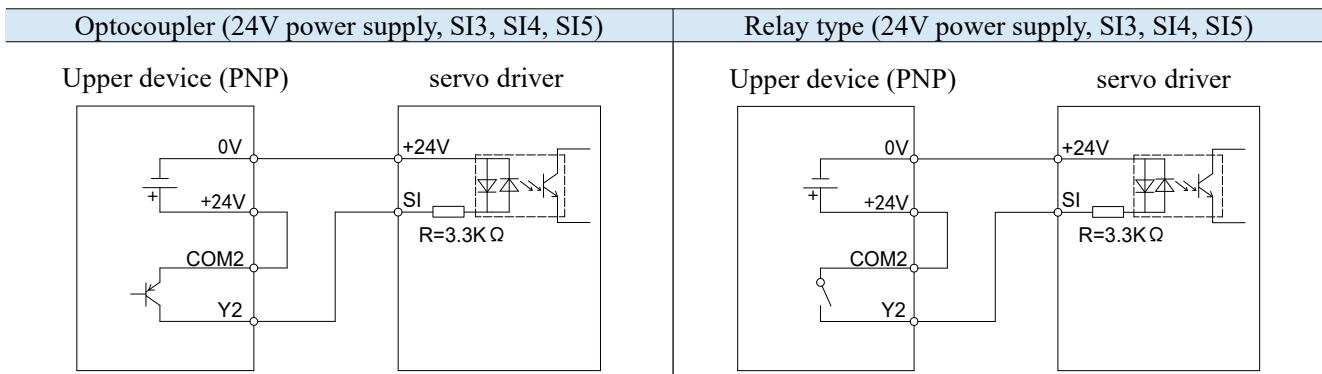 Optocoupler (24V power supply, SI3, SI4, SI5)
Relay type (24V power supply, SI3, SI4, SI5)
Upper device (PNP)
servo driver
0V
+24V
+
+24V
SI
R=3.3KΩ
COM2
Y2
Upper device (PNP)
servo driver
0V
+24V
+
+24V
SI
R=3.3KΩ
COM2
Y2